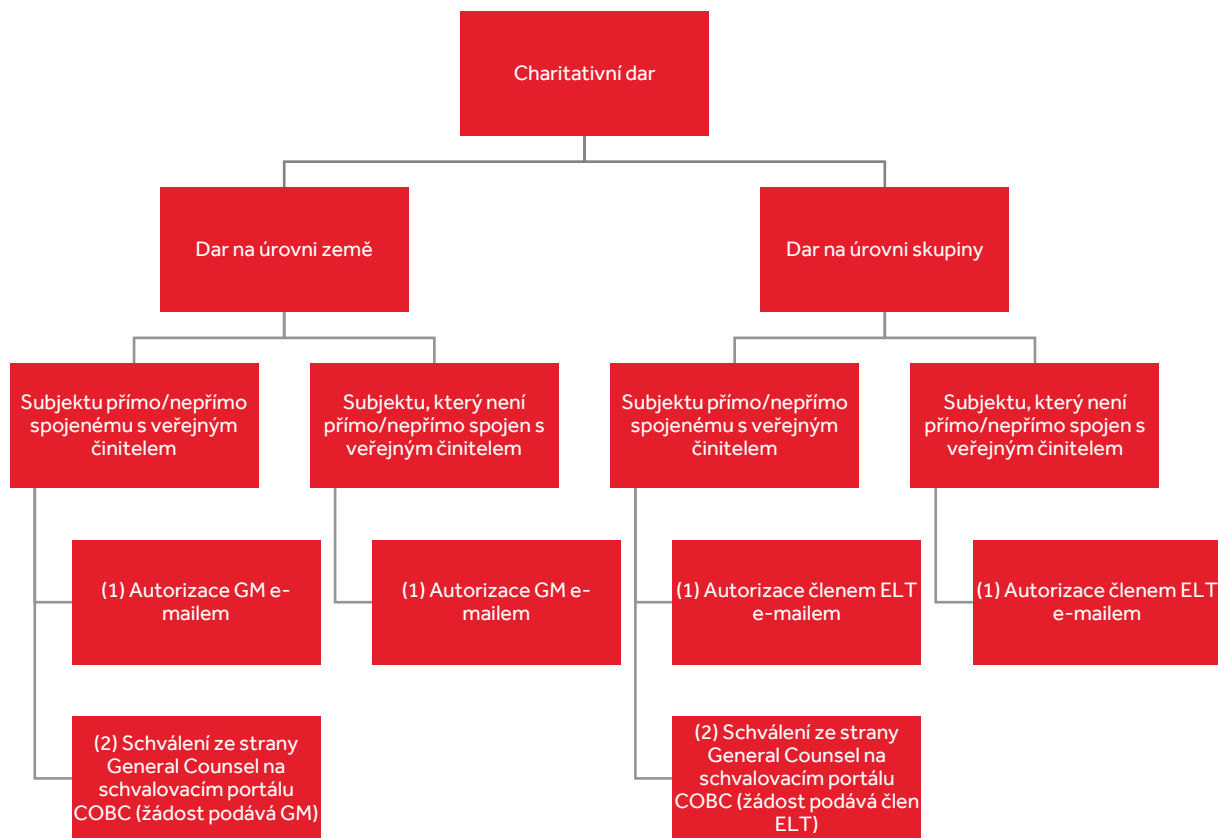 Charitativní dar
Dar na úrovni země
Dar na úrovni skupiny
Subjektu přímo/nepřímo
spojenému s veřejným
činitelem
Subjektu, který není
přímo/nepřímo spojen s
veřejným činitelem
Subjektu přímo/nepřímo
spojenému s veřejným
činitelem
Subjektu, který není
přímo/nepřímo spojen s
veřejným činitelem
(1) Autorizace GM e-
mailem
(1) Autorizace GM e-
mailem
(1) Autorizace členem ELT
e-mailem
(1) Autorizace členem ELT
e-mailem
(2) Schválení ze strany
General Counsel na
schvalovacím portálu
COBC (žádost podává GM)
(2) Schválení ze strany
General Counsel na
schvalovacím portálu
COBC (žádost podává člen
ELT)